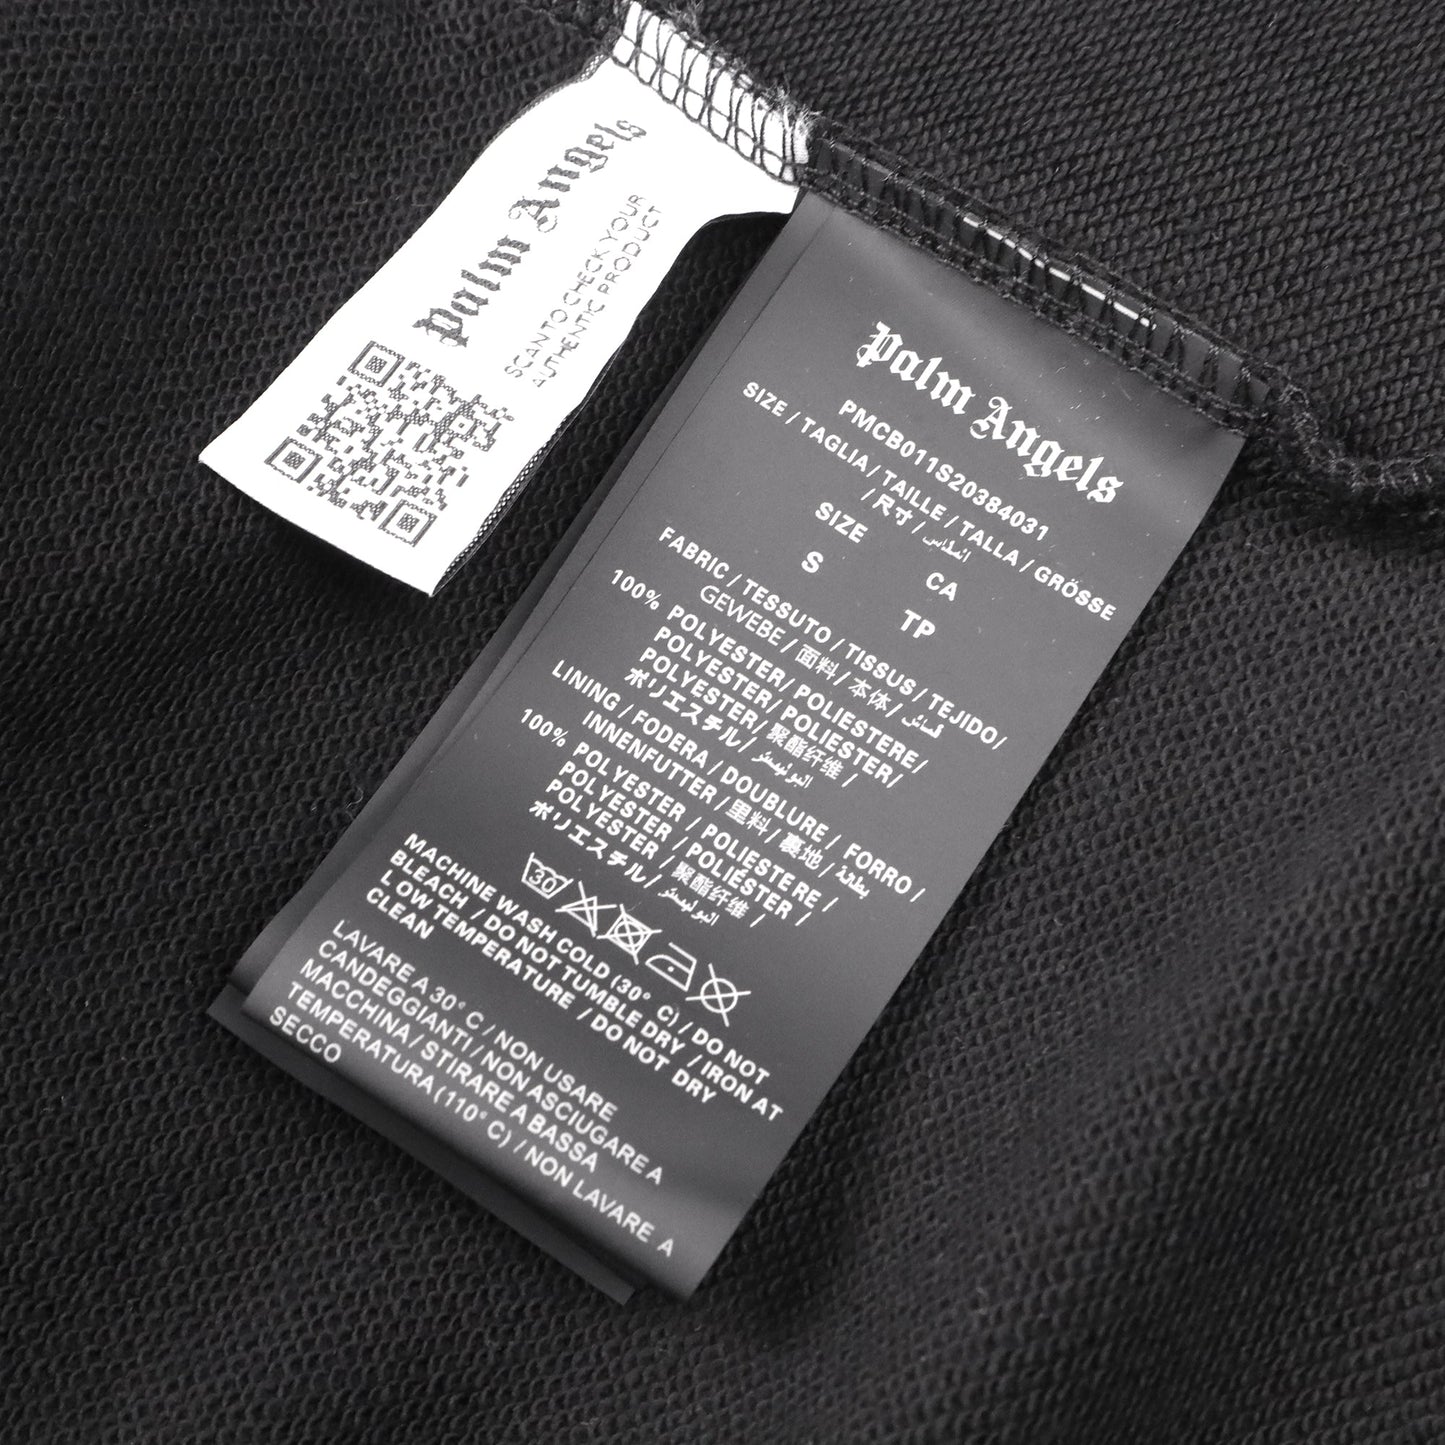 Palm Angels
SCAN TO CHECK YOUR
AUTHENTIC PRODUCT
Palm Angels
PMCB011S20384031
SIZE / TAGLIA / TAILLE / TALLA / GRÖSSE
/ 尺寸 / المقاس
SIZE CA
S TP
FABRIC / TESSUTO / TISSUS / TEJIDO/
GEWEBE / 面料 / 本体 / قماش
100% POLYESTER/ POLIESTERE/
POLYESTER/POLIESTER/
POLYESTER/ 聚酯纤维 /
ポリエステル/ البوليستر
LINING / FODERA / DOUBLURE / FORRO /
INNENFUTTER / 里料 / 裏地 / بطانة
100% POLYESTER / POLIESTERE /
POLYESTER / POLIÉSTER /
POLYESTER / 聚酯纤维 /
ポリエスチル/ البوليستر
30
MACHINE WASH COLD (30° C) / DO NOT
BLEACH / DO NOT TUMBLE DRY / IRON AT
LOW TEMPERATURE / DO NOT DRY
CLEAN
LAVARE A 30° C / NON USARE
CANDEGGIANTI / NON ASCIUGARE A
MACCHINA / STIRARE A BASSA
TEMPERATURA (110° C) / NON LAVARE A
SECCO